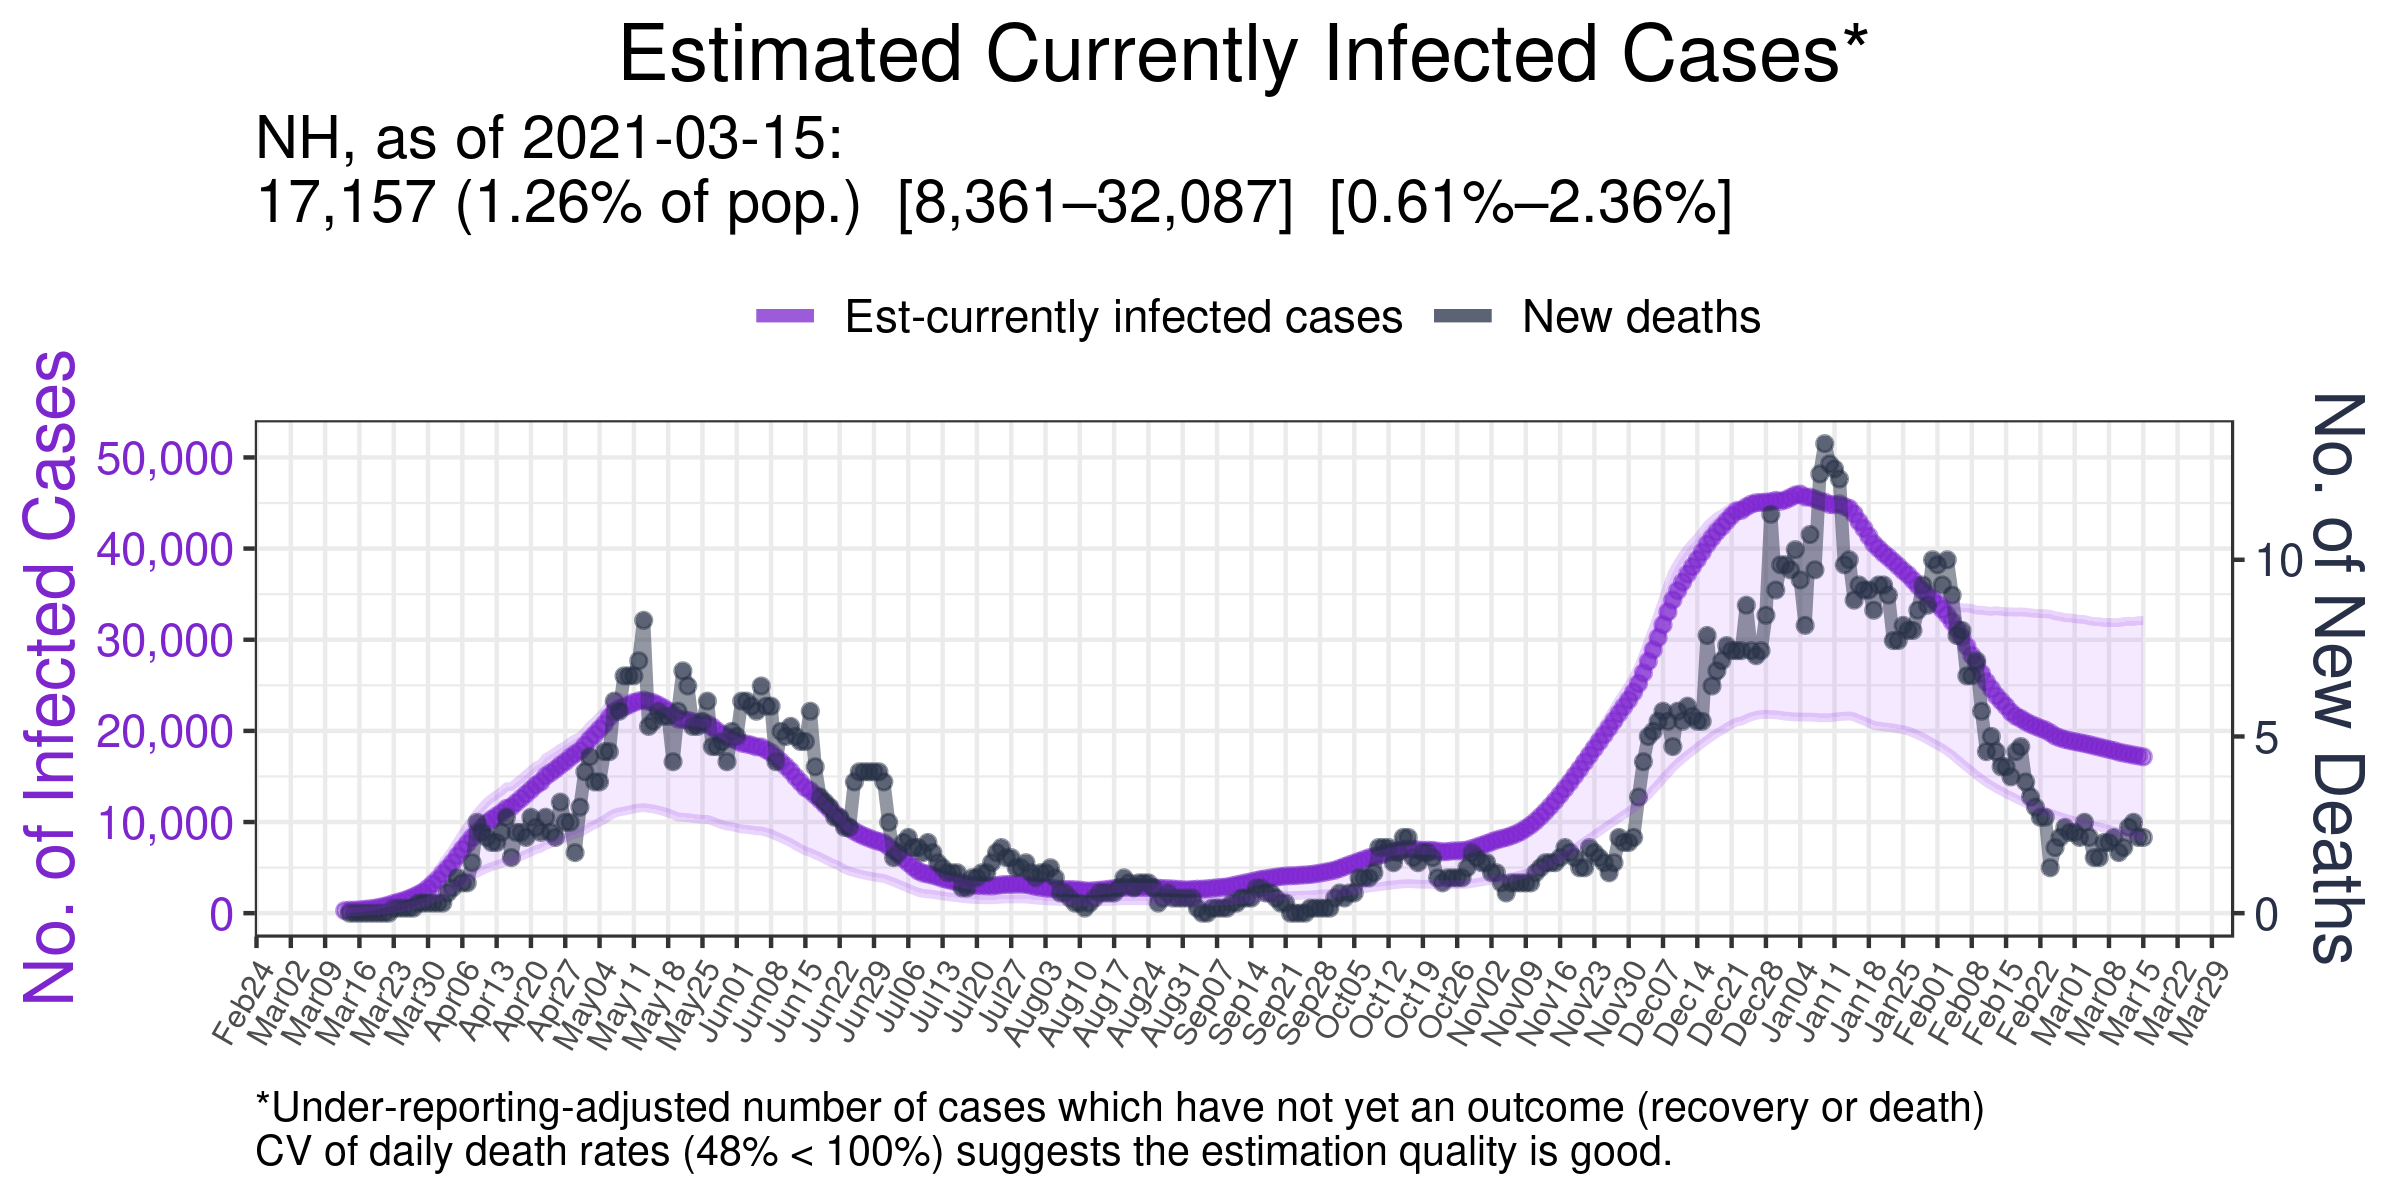 Estimated Currently Infected Cases*
NH, as of 2021-03-15:
17,157 (1.26% of pop.)  [8,361–32,087]  [0.61%–2.36%]
Est-currently infected cases
New deaths
No. of Infected Cases
50,000
40,000
30,000
20,000
10,000
0
No. of New Deaths
10
5
0
Feb24
Mar02
Mar09
Mar16
Mar23
Mar30
Apr06
Apr13
Apr20
Apr27
May04
May11
May18
May25
Jun01
Jun08
Jun15
Jun22
Jun29
Jul06
Jul13
Jul20
Jul27
Aug03
Aug10
Aug17
Aug24
Aug31
Sep07
Sep14
Sep21
Sep28
Oct05
Oct12
Oct19
Oct26
Nov02
Nov09
Nov16
Nov23
Nov30
Dec07
Dec14
Dec21
Dec28
Jan04
Jan11
Jan18
Jan25
Feb01
Feb08
Feb15
Feb22
Mar01
Mar08
Mar15
Mar22
Mar29
*Under-reporting-adjusted number of cases which have not yet an outcome (recovery or death)
CV of daily death rates (48% < 100%) suggests the estimation quality is good.